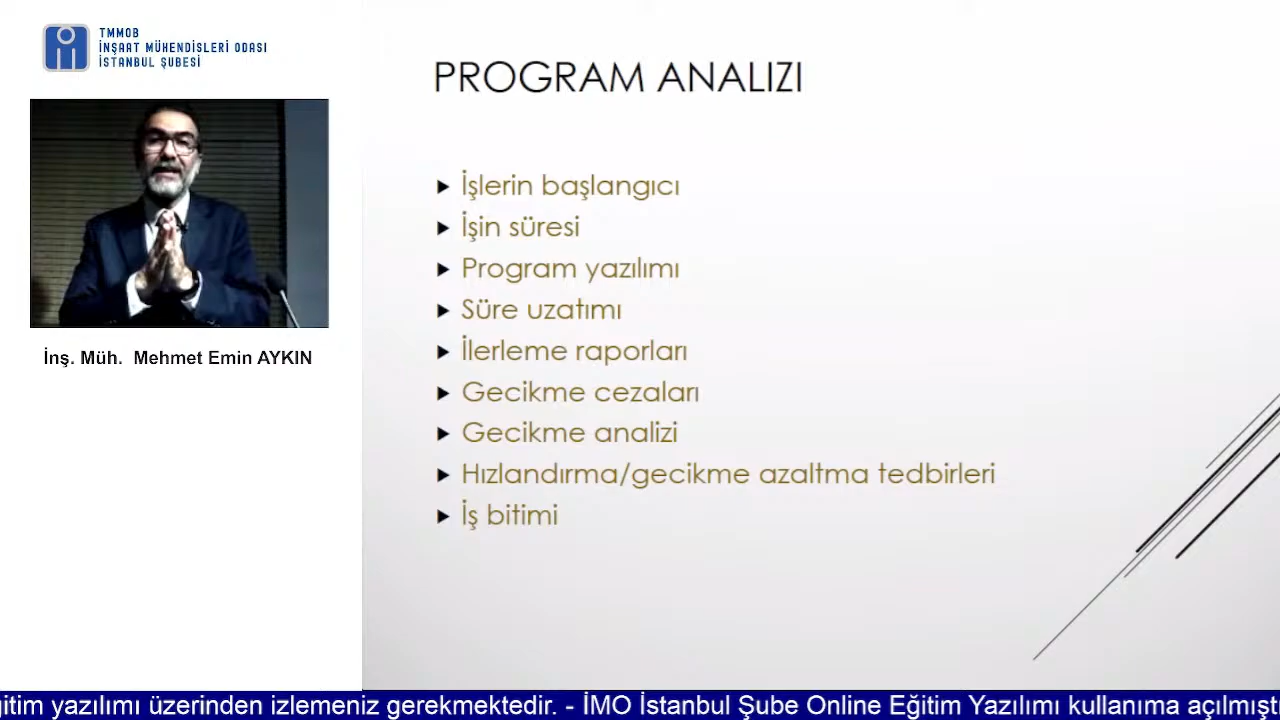 TMMOB
İNŞAAT MÜHENDİSLERİ ODASI
İSTANBUL ŞUBESİ
İnş. Müh. Mehmet Emin AYKIN
PROGRAM ANALIZI
İşlerin başlangıcı
İşin süresi
Program yazılımı
Süre uzatımı
İlerleme raporları
Gecikme cezaları
Gecikme analizi
Hızlandırma/gecikme azaltma tedbirleri
İş bitimi
ğitim yazılımı üzerinden izlemeniz gerekmektedir. - İMO İstanbul Şube Online Eğitim Yazılımı kullanıma açılmışt